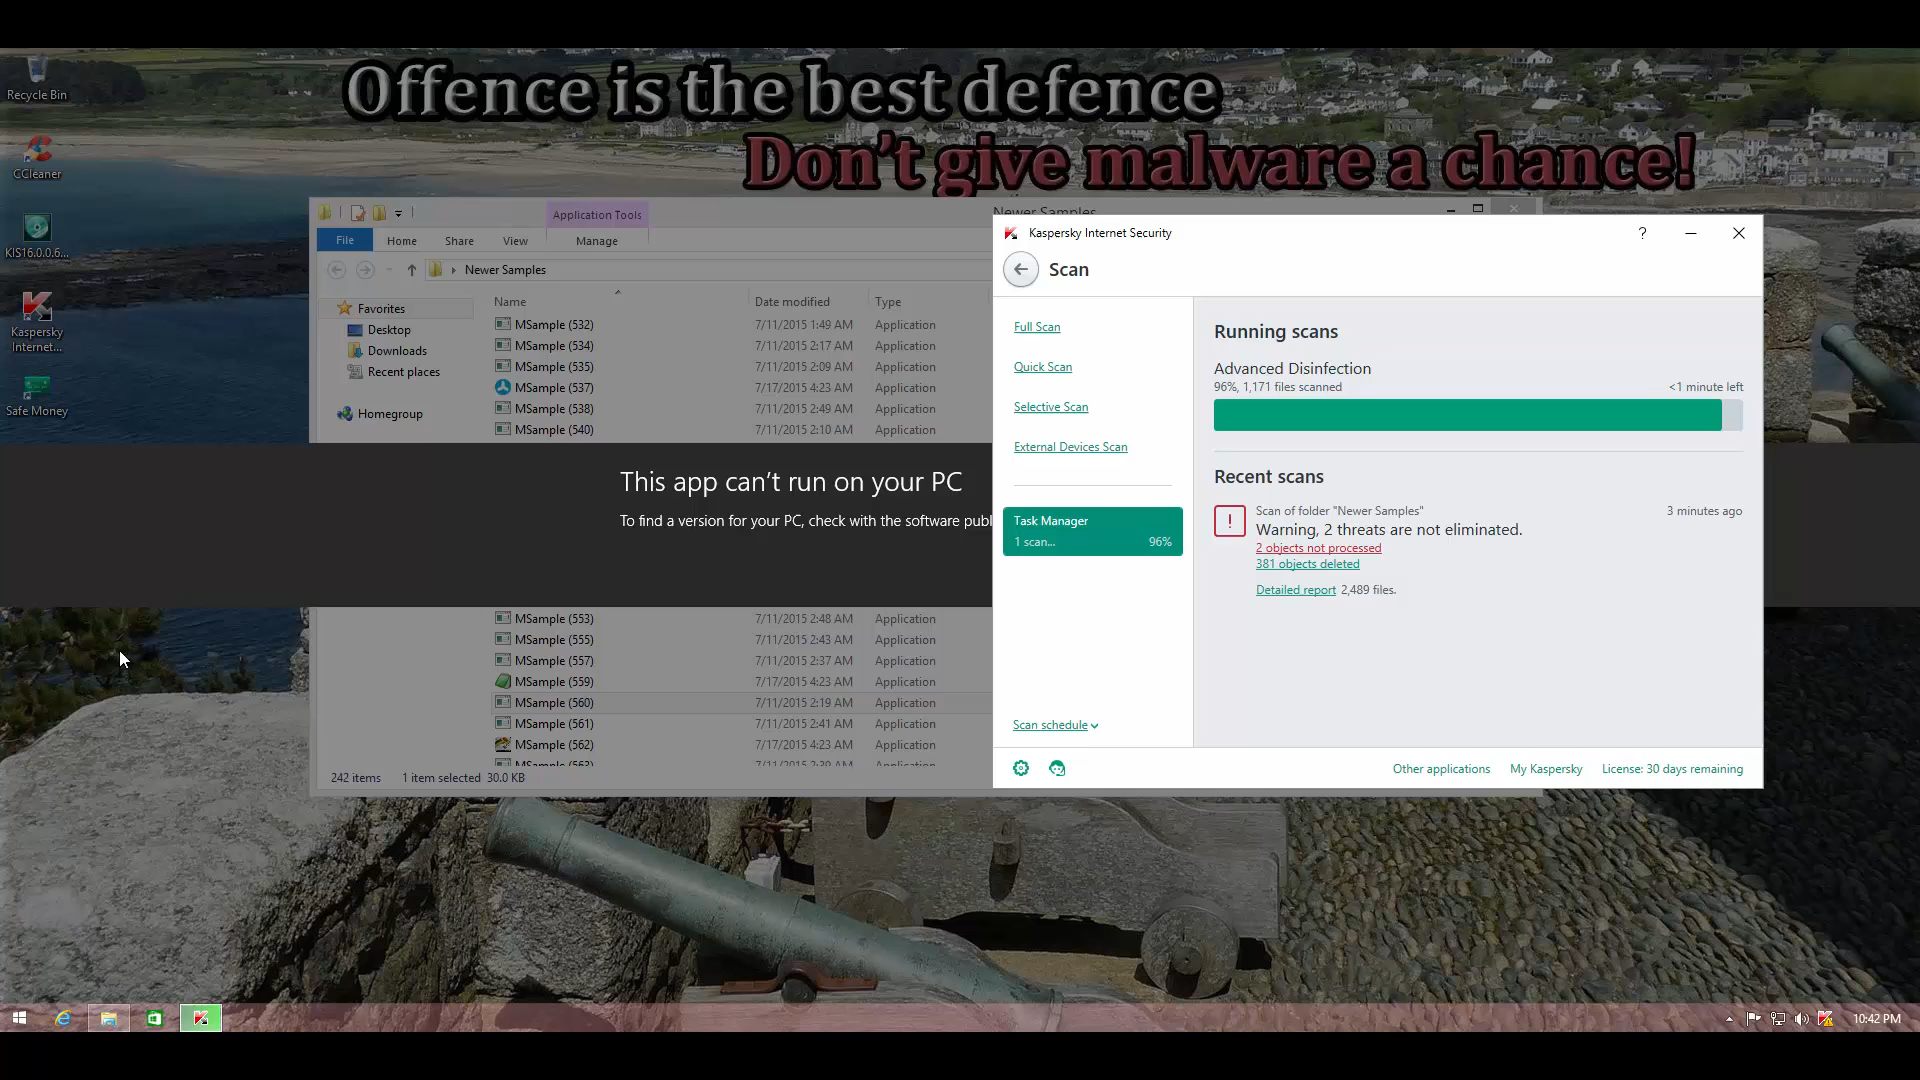 Offence is the best defence
Don't give malware a chance!
Recycle Bin
CCleaner
KIS16.0.0.6...
Kaspersky
Internet...
Safe Money
Application Tools
Newer Samples
File Home Share View Manage
Newer Samples
Name Date modified Type
Favorites
Desktop
Downloads
Recent places
Homegroup
MSample (532) 7/11/2015 1:49 AM Application
MSample (534) 7/11/2015 2:17 AM Application
MSample (535) 7/11/2015 2:09 AM Application
MSample (537) 7/17/2015 4:23 AM Application
MSample (538) 7/11/2015 2:49 AM Application
MSample (540) 7/11/2015 2:10 AM Application
This app can't run on your PC
To find a version for your PC, check with the software publ
MSample (553) 7/11/2015 2:48 AM Application
MSample (555) 7/11/2015 2:43 AM Application
MSample (557) 7/11/2015 2:37 AM Application
MSample (559) 7/17/2015 4:23 AM Application
MSample (560) 7/11/2015 2:19 AM Application
MSample (561) 7/11/2015 2:41 AM Application
MSample (562) 7/17/2015 4:23 AM Application
242 items 1 item selected 30.0 KB
Kaspersky Internet Security
?
Scan
Full Scan
Quick Scan
Selective Scan
External Devices Scan
Task Manager
1 scan... 96%
Scan schedule
Running scans
Advanced Disinfection
96%, 1,171 files scanned <1 minute left
Recent scans
Scan of folder "Newer Samples" 3 minutes ago
! Warning, 2 threats are not eliminated.
2 objects not processed
381 objects deleted
Detailed report 2,489 files.
Other applications My Kaspersky License: 30 days remaining
10:42 PM